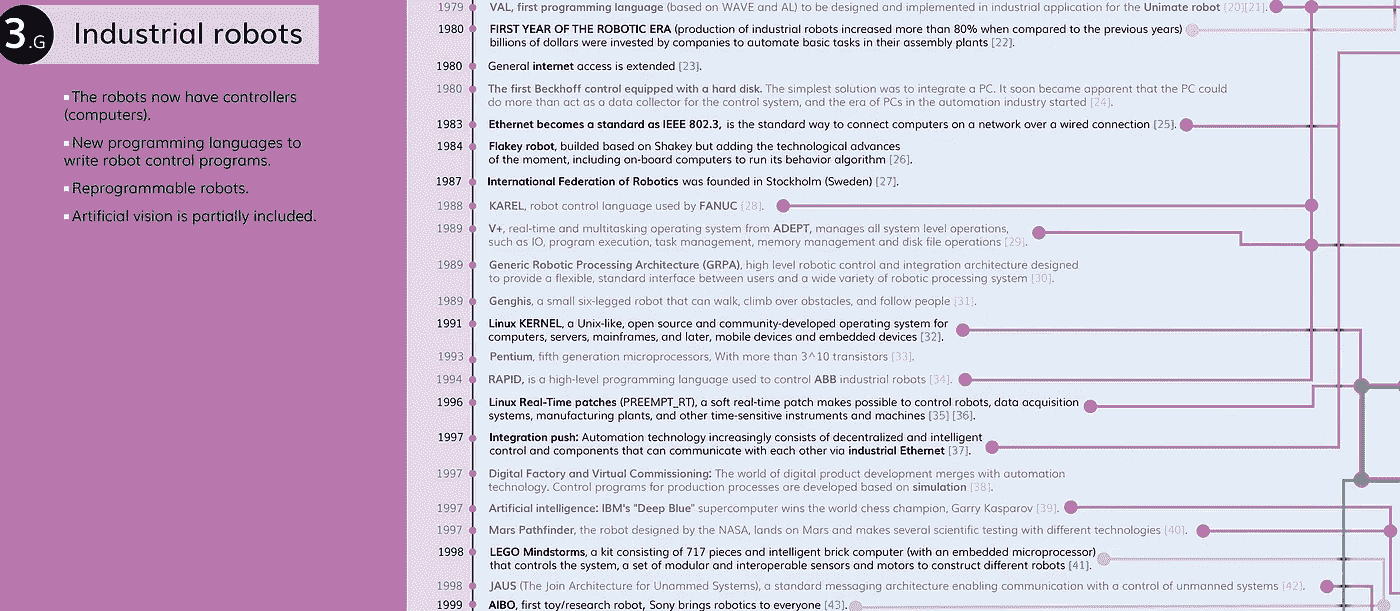 3.G Industrial robots
▪The robots now have controllers
(computers).
▪New programming languages to
write robot control programs.
▪Reprogrammable robots.
▪Artificial vision is partially included.
1979 VAL, first programming language (based on WAVE and AL) to be designed and implemented in industrial application for the Unimate robot [20][21].
1980 FIRST YEAR OF THE ROBOTIC ERA (production of industrial robots increased more than 80% when compared to the previous years)
billions of dollars were invested by companies to automate basic tasks in their assembly plants [22].
1980 General internet access is extended [23].
1980 The first Beckhoff control equipped with a hard disk. The simplest solution was to integrate a PC. It soon became apparent that the PC could
do more than act as a data collector for the control system, and the era of PCs in the automation industry started [24].
1983 Ethernet becomes a standard as IEEE 802.3, is the standard way to connect computers on a network over a wired connection [25].
1984 Flakey robot, builded based on Shakey but adding the technological advances
of the moment, including on-board computers to run its behavior algorithm [26].
1987 International Federation of Robotics was founded in Stockholm (Sweden) [27].
1988 KAREL, robot control language used by FANUC [28].
1989 V+, real-time and multitasking operating system from ADEPT, manages all system level operations,
such as IO, program execution, task management, memory management and disk file operations [29].
1989 Generic Robotic Processing Architecture (GRPA), high level robotic control and integration architecture designed
to provide a flexible, standard interface between users and a wide variety of robotic processing system [30].
1989 Genghis, a small six-legged robot that can walk, climb over obstacles, and follow people [31].
1991 Linux KERNEL, a Unix-like, open source and community-developed operating system for
computers, servers, mainframes, and later, mobile devices and embedded devices [32].
1993 Pentium, fifth generation microprocessors, With more than 3^10 transistors [33].
1994 RAPID, is a high-level programming language used to control ABB industrial robots [34].
1996 Linux Real-Time patches (PREEMPT_RT), a soft real-time patch makes possible to control robots, data acquisition
systems, manufacturing plants, and other time-sensitive instruments and machines [35] [36].
1997 Integration push: Automation technology increasingly consists of decentralized and intelligent
control and components that can communicate with each other via industrial Ethernet [37].
1997 Digital Factory and Virtual Commissioning: The world of digital product development merges with automation
technology. Control programs for production processes are developed based on simulation [38].
1997 Artificial intelligence: IBM's "Deep Blue" supercomputer wins the world chess champion, Garry Kasparov [39].
1997 Mars Pathfinder, the robot designed by the NASA, lands on Mars and makes several scientific testing with different technologies [40].
1998 LEGO Mindstorms, a kit consisting of 717 pieces and intelligent brick computer (with an embedded microprocessor)
that controls the system, a set of modular and interoperable sensors and motors to construct different robots [41].
1998 JAUS (The Join Architecture for Unammed Systems), a standard messaging architecture enabling communication with a control of unmanned systems [42].
1999 AIBO, first toy/research robot, Sony brings robotics to everyone [43].